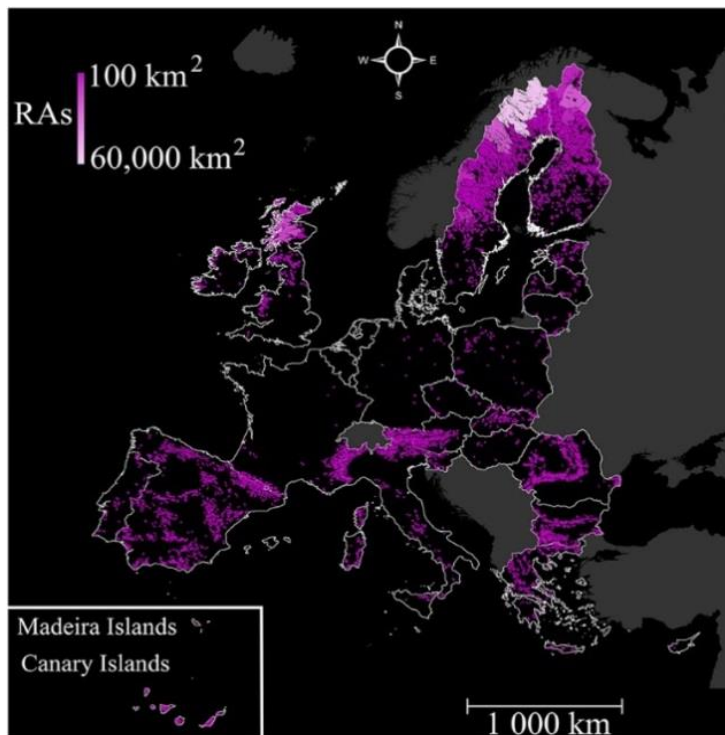 N
W E
S
100 km²
RAs
60,000 km²
Madeira Islands
Canary Islands
1 000 km